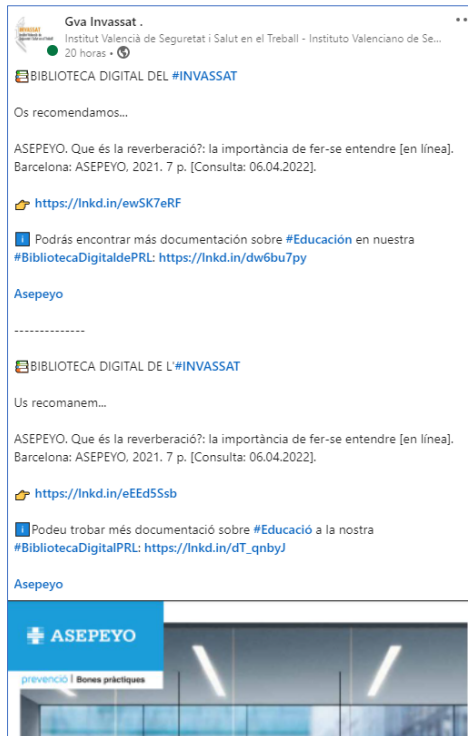 Gva Invassat .
Institut Valencià de Seguretat i Salut en el Treball - Instituto Valenciano de Se...
20 horas •
BIBLIOTECA DIGITAL DEL #INVASSAT
Os recomendamos...
ASEPEYO. Que és la reverberació?: la importància de fer-se entendre [en línea].
Barcelona: ASEPEYO, 2021. 7 p. [Consulta: 06.04.2022].
https://lnkd.in/ewSK7eRF
Podrás encontrar más documentación sobre #Educación en nuestra
#BibliotecaDigitaldePRL: https://lnkd.in/dw6bu7py
Asepeyo
--------------
BIBLIOTECA DIGITAL DE L'#INVASSAT
Us recomanem...
ASEPEYO. Que és la reverberació?: la importància de fer-se entendre [en línea].
Barcelona: ASEPEYO, 2021. 7 p. [Consulta: 06.04.2022].
https://lnkd.in/eEEd5Ssb
Podeu trobar més documentació sobre #Educació a la nostra
#BibliotecaDigitalPRL: https://lnkd.in/dT_qnbyJ
Asepeyo
ASEPEYO
prevenció | Bones pràctiques